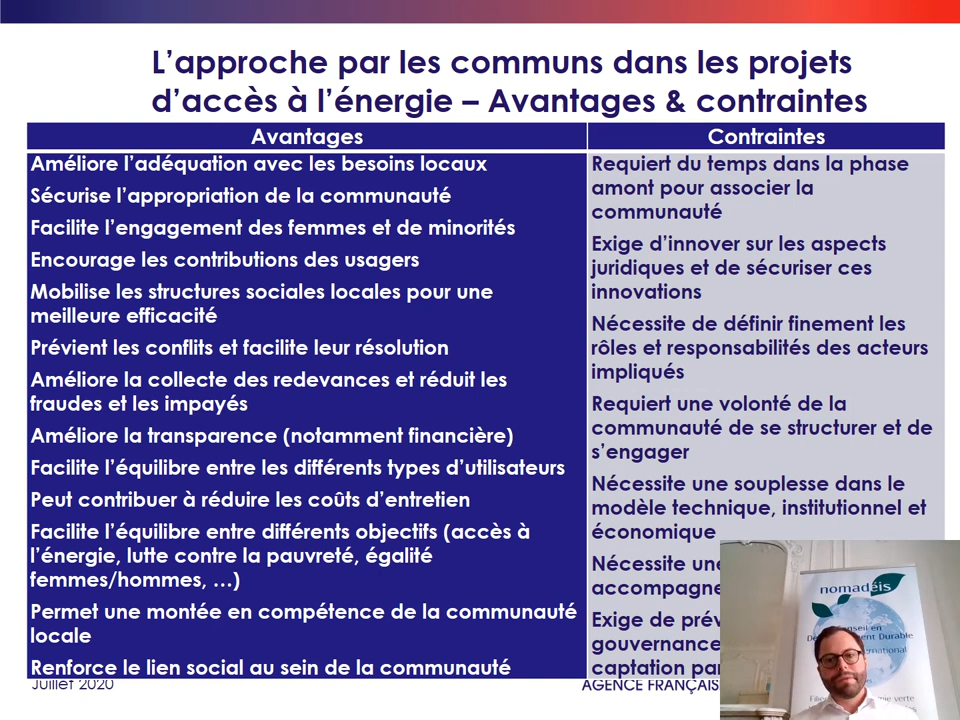 L’approche par les communs dans les projets
d’accès à l’énergie – Avantages & contraintes
Avantages
Améliore l’adéquation avec les besoins locaux
Sécurise l’appropriation de la communauté
Facilite l’engagement des femmes et de minorités
Encourage les contributions des usagers
Mobilise les structures sociales locales pour une
meilleure efficacité
Prévient les conflits et facilite leur résolution
Améliore la collecte des redevances et réduit les
fraudes et les impayés
Améliore la transparence (notamment financière)
Facilite l’équilibre entre les différents types d’utilisateurs
Peut contribuer à réduire les coûts d’entretien
Facilite l’équilibre entre différents objectifs (accès à
l’énergie, lutte contre la pauvreté, égalité
femmes/hommes, …)
Permet une montée en compétence de la communauté
locale
Renforce le lien social au sein de la communauté
Contraintes
Requiert du temps dans la phase
amont pour associer la
communauté
Exige d’innover sur les aspects
juridiques et de sécuriser ces
innovations
Nécessite de définir finement les
rôles et responsabilités des acteurs
impliqués
Requiert une volonté de la
communauté de se structurer et de
s’engager
Nécessite une souplesse dans le
modèle technique, institutionnel et
économique
Nécessite une
accompagne
Exige de prév
gouvernance
captation par
Juillet 2020
AGENCE FRANÇAIS
nomadéis
Conseil en
Durable